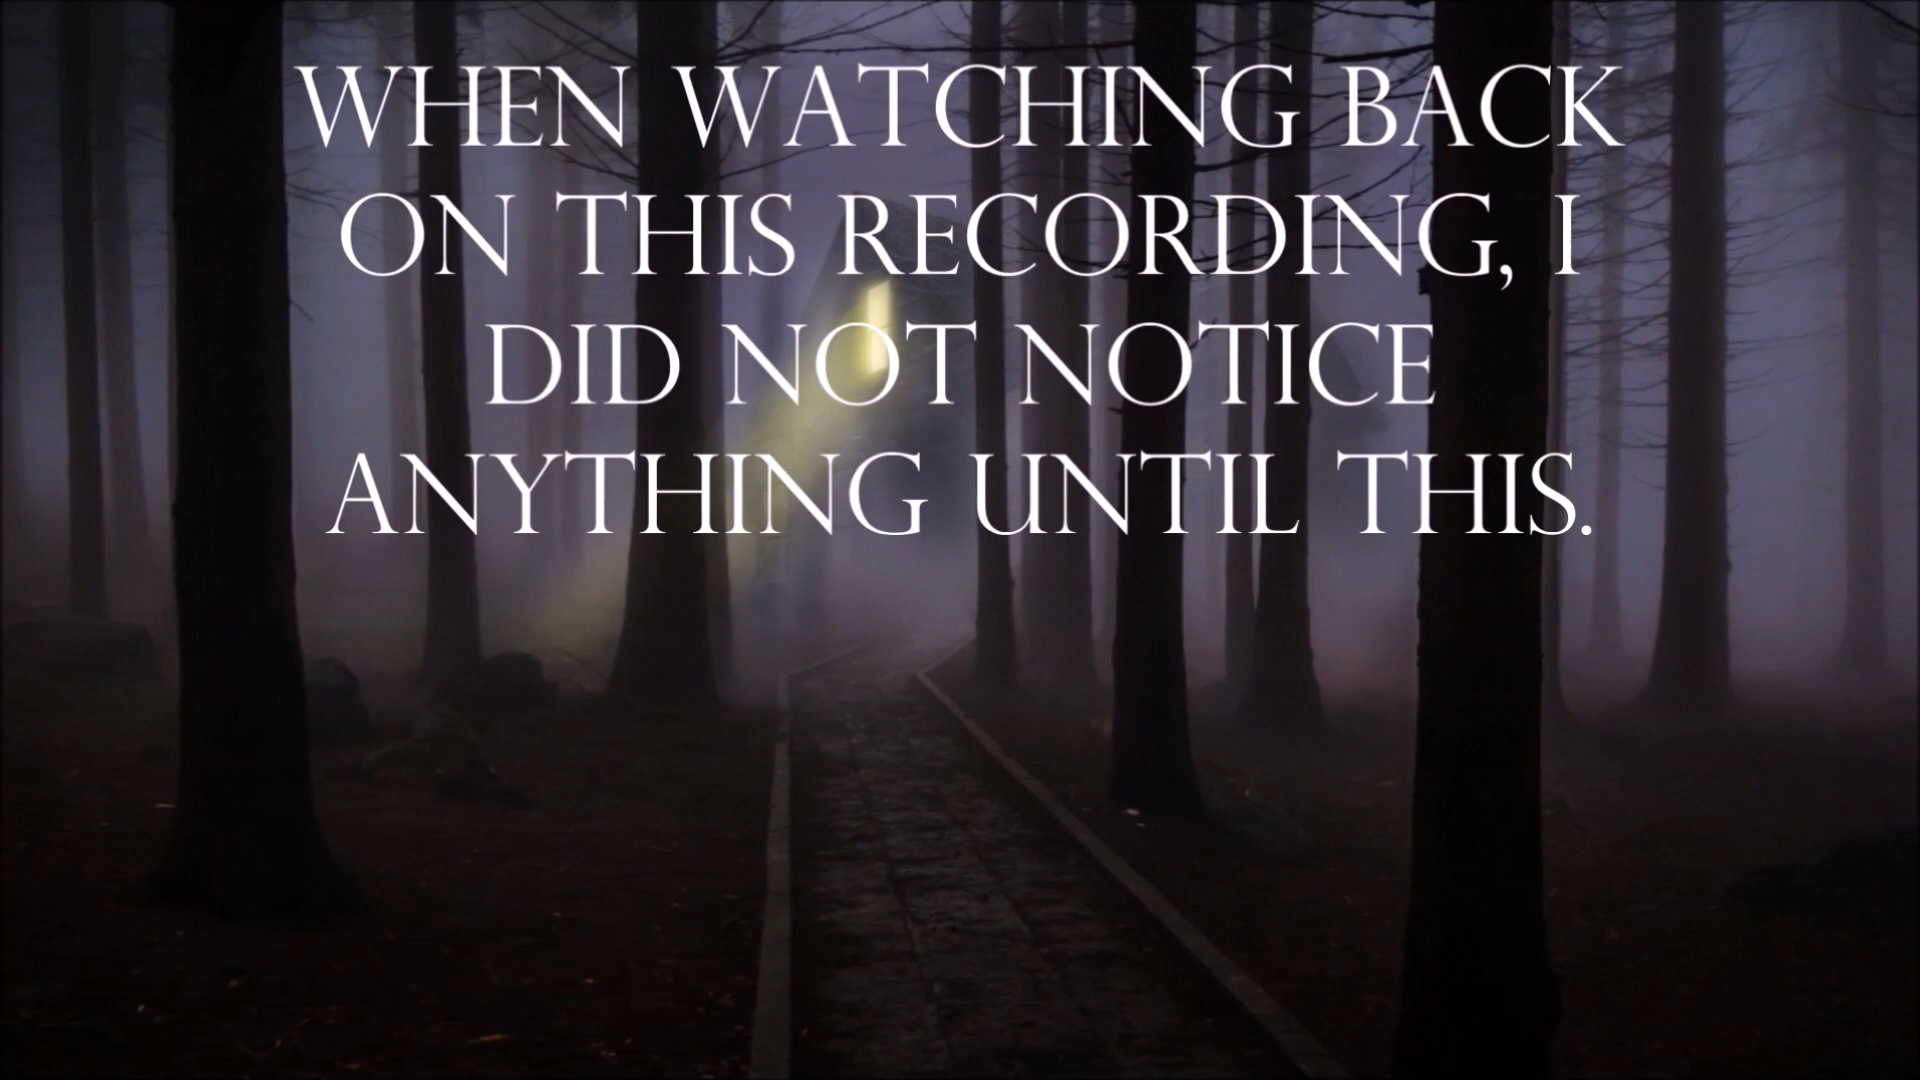 WHEN WATCHING BACK
ON THIS RECORDING, I
DID NOT NOTICE
ANYTHING UNTIL THIS.